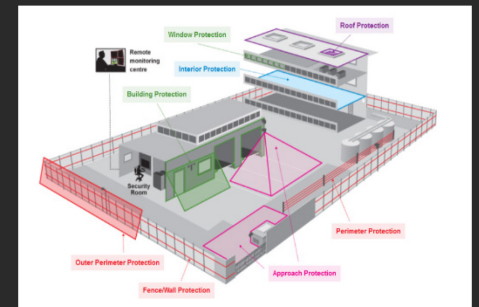 Roof Protection
Window Protection
Remote
monitoring
centre
Interior Protection
Building Protection
Security
Room
Perimeter Protection
Outer Perimeter Protection
Approach Protection
Fence/Wall Protection